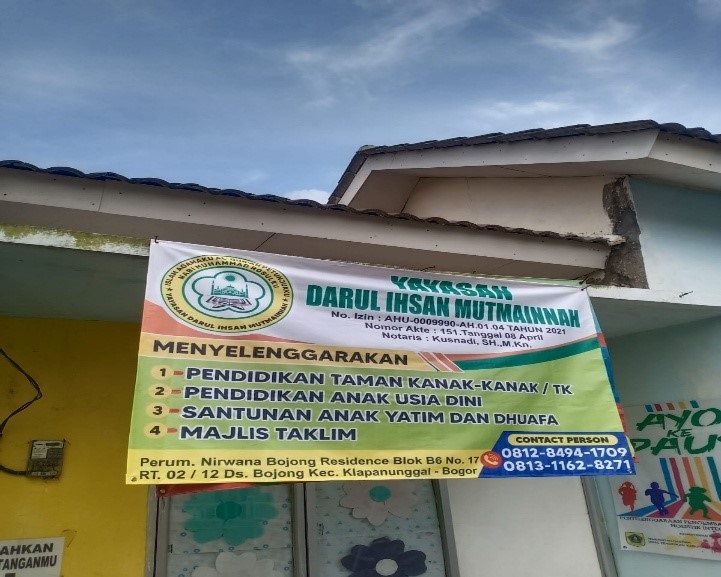 YAYASAN
DARUL IHSAN MUTMAINNAH
No. Izin : AHU-0009990-AH.01.04 TAHUN 2021
Nomor Akte : 151.Tanggal 08 April
Notaris : Kusnadi, SH.,M.Kn.
YAYASAN DARUL IHSAN MUTMAINNAH
MENYELENGGARAKAN
1 - PENDIDIKAN TAMAN KANAK-KANAK / TK
2 - PENDIDIKAN ANAK USIA DINI
3 - SANTUNAN ANAK YATIM DAN DHUAFA
4 - MAJLIS TAKLIM
Perum. Nirwana Bojong Residence Blok B6 No. 17
RT. 02 / 12 Ds. Bojong Kec. Klapanunggal - Bogor
CONTACT PERSON
0812-8494-1709
0813-1162-8271
AYO
KE
PAU
AHKAN
TANGANMU